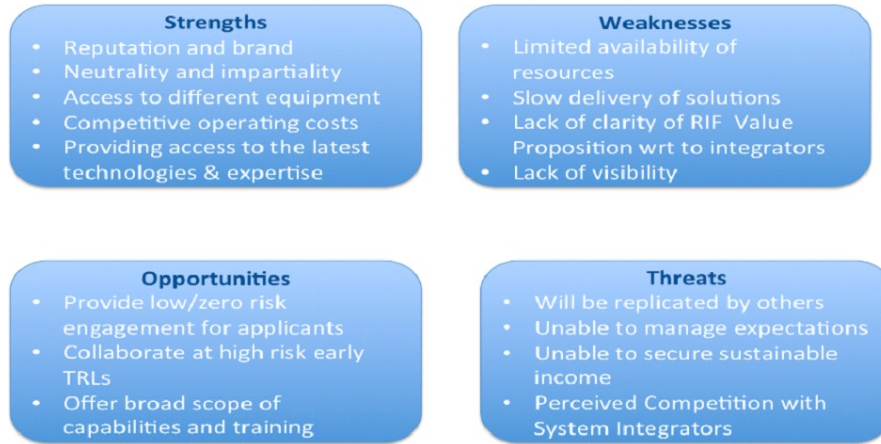 Strengths
• Reputation and brand
• Neutrality and impartiality
• Access to different equipment
• Competitive operating costs
• Providing access to the latest
technologies & expertise
Weaknesses
• Limited availability of
resources
• Slow delivery of solutions
• Lack of clarity of RIF Value
Proposition wrt to integrators
• Lack of visibility
Opportunities
• Provide low/zero risk
engagement for applicants
• Collaborate at high risk early
TRLs
• Offer broad scope of
capabilities and training
Threats
• Will be replicated by others
• Unable to manage expectations
• Unable to secure sustainable
income
• Perceived Competition with
System Integrators